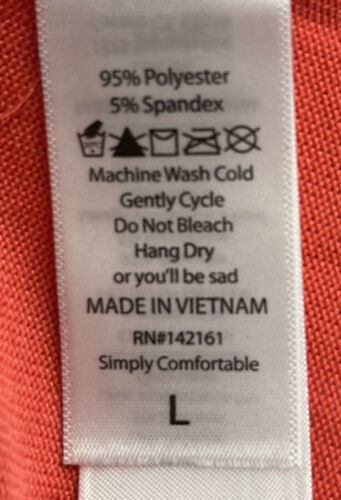 95% Polyester
5% Spandex
Machine Wash Cold
Gently Cycle
Do Not Bleach
Hang Dry
or you'll be sad
MADE IN VIETNAM
RN#142161
Simply Comfortable
L